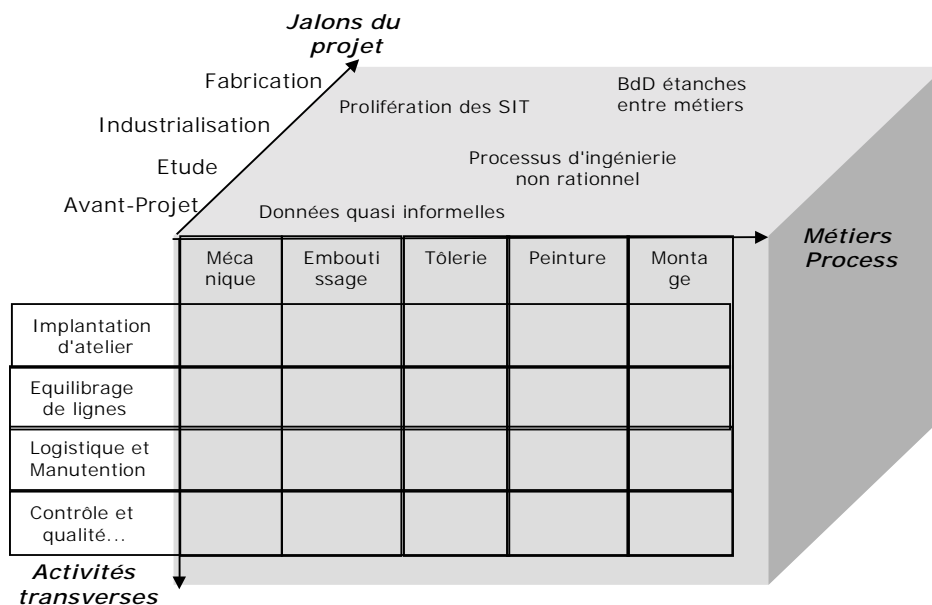 Jalons du
projet
Fabrication
Industrialisation
Etude
Avant-Projet
Prolifération des SIT
BdD étanches
entre métiers
Processus d'ingénierie
non rationnel
Données quasi informelles
Métiers
Process
Méca
nique
Embouti
ssage
Tôlerie
Peinture
Monta
ge
Implantation
d'atelier
Equilibrage
de lignes
Logistique et
Manutention
Contrôle et
qualité...
Activités
transverses